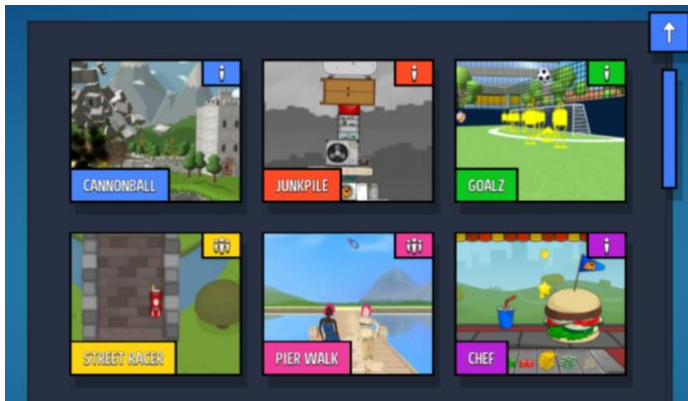 CANNONBALL
JUNKPILE
GOALZ
STREET RACER
PIER WALK
CHEF